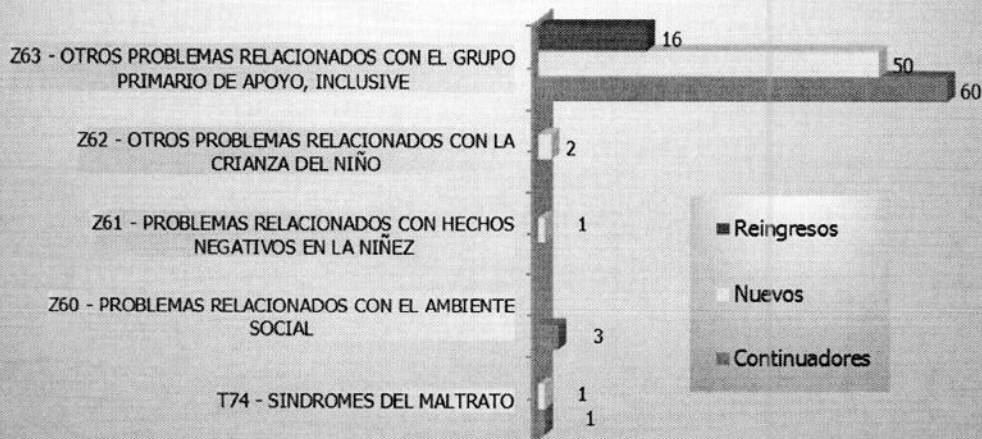 Z63 - OTROS PROBLEMAS RELACIONADOS CON EL GRUPO
PRIMARIO DE APOYO, INCLUSIVE
16
50
60
Z62 - OTROS PROBLEMAS RELACIONADOS CON LA
CRIANZA DEL NIÑO
2
Z61 - PROBLEMAS RELACIONADOS CON HECHOS
NEGATIVOS EN LA NIÑEZ
1
Z60 - PROBLEMAS RELACIONADOS CON EL AMBIENTE
SOCIAL
3
T74 - SINDROMES DEL MALTRATO
1
1
Reingresos
Nuevos
Continuadores